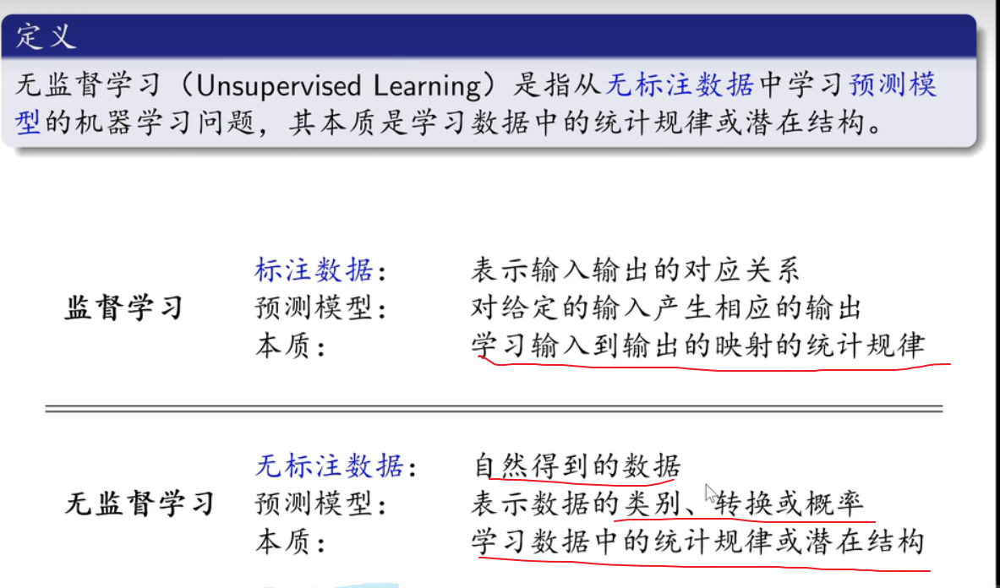 定义
无监督学习（Unsupervised Learning）是指从无标注数据中学习预测模
型的机器学习问题，其本质是学习数据中的统计规律或潜在结构。
标注数据： 表示输入输出的对应关系
监督学习 预测模型： 对给定的输入产生相应的输出
本质： 学习输入到输出的映射的统计规律
无标注数据： 自然得到的数据
无监督学习 预测模型： 表示数据的类别、转换或概率
本质： 学习数据中的统计规律或潜在结构